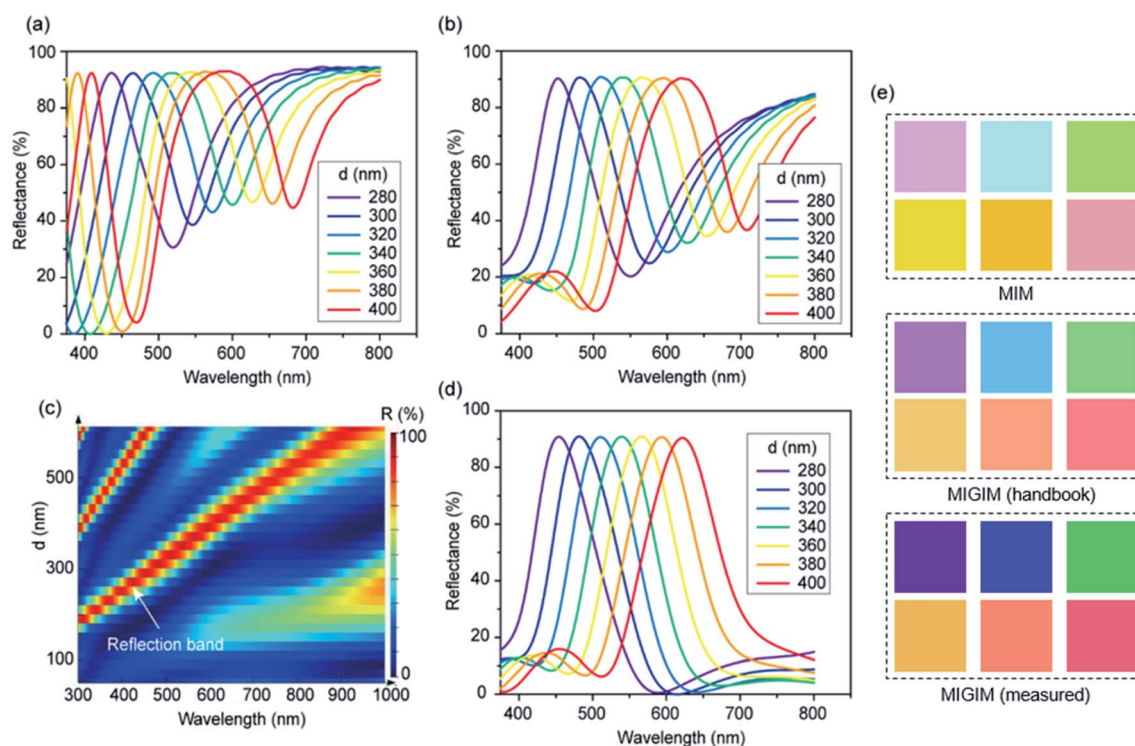 (a)
100
80
60
40
20
0
Reflectance (%)
400
500
600
700
800
Wavelength (nm)
d (nm)
280
300
320
340
360
380
400
(b)
100
80
60
40
20
0
Reflectance (%)
400
500
600
700
800
Wavelength (nm)
d (nm)
280
300
320
340
360
380
400
(c)
R (%)
100
0
500
300
100
d (nm)
Reflection band
300 400 500 600 700 800 900 1000
Wavelength (nm)
(d)
100
80
60
40
20
0
Reflectance (%)
400
500
600
700
800
Wavelength (nm)
d (nm)
280
300
320
340
360
380
400
(e)
MIM
MIGIM (handbook)
MIGIM (measured)